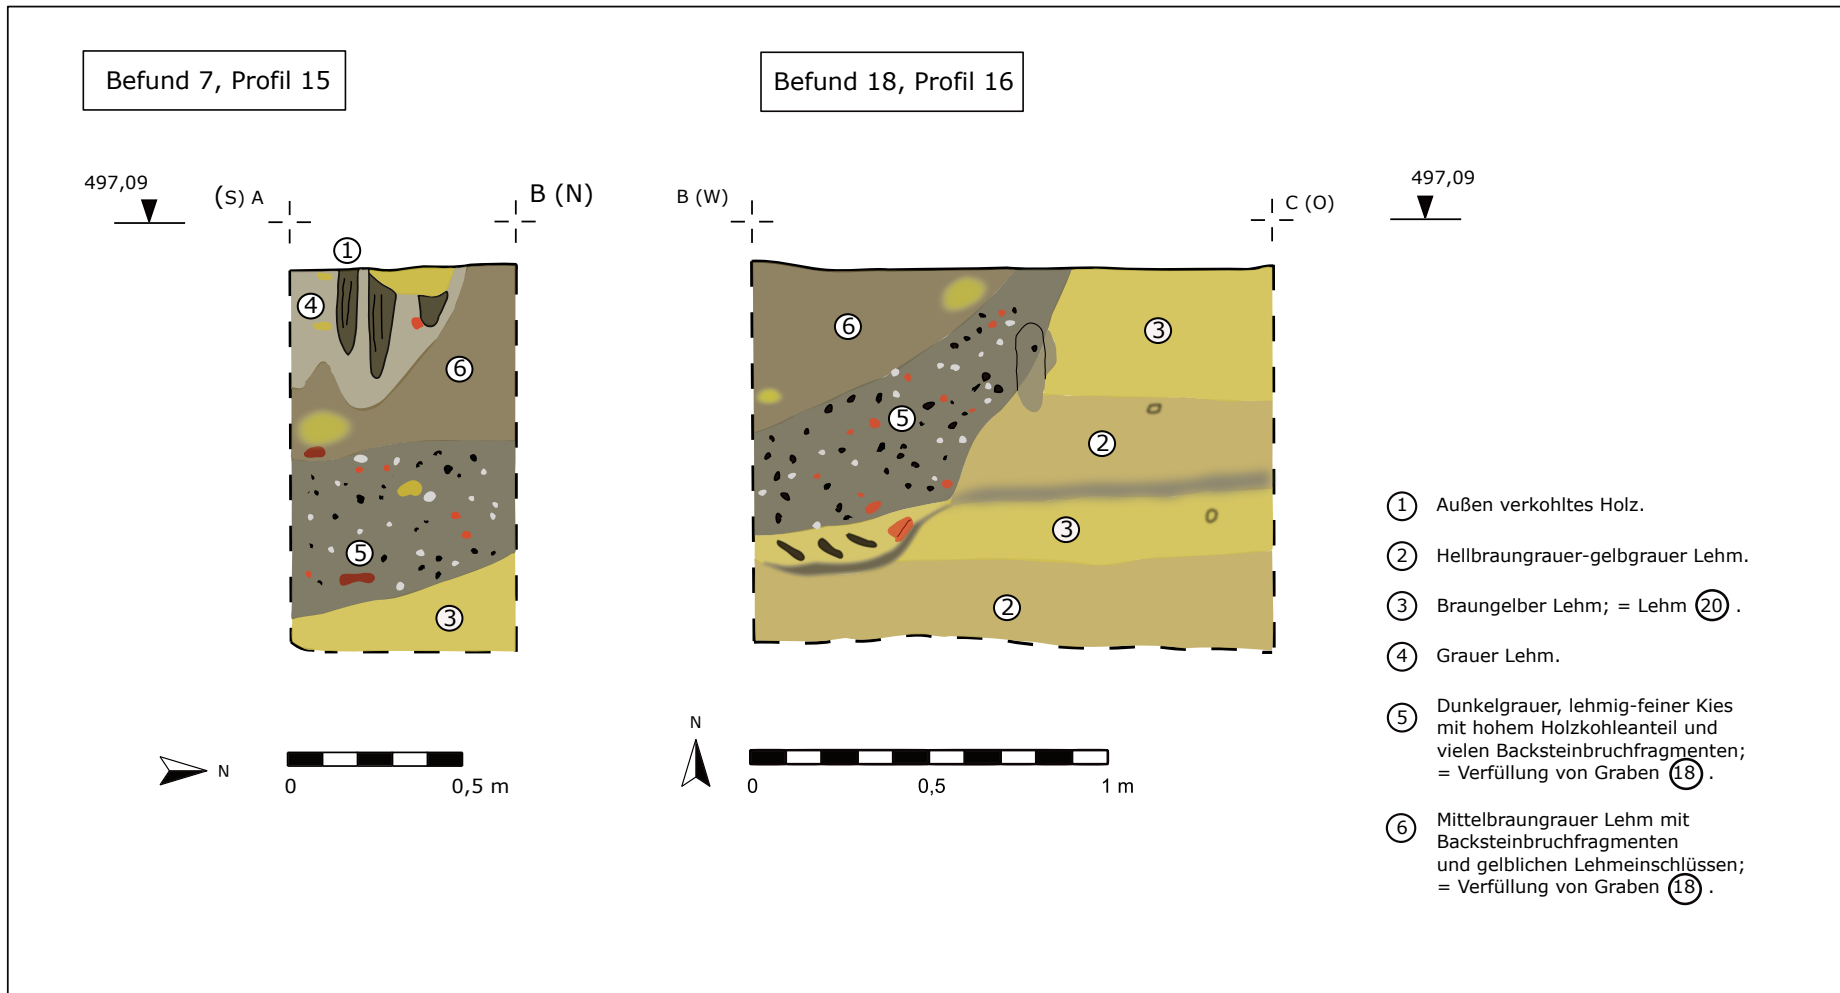 Befund 7, Profil 15
Befund 18, Profil 16
497,09
(S) A
B (N)
B (W)
C (O)
497,09
1
4
6
5
3
6
5
3
2
3
2
N
0
0,5 m
N
0
0,5
1 m
1 Außen verkohltes Holz.
2 Hellbraungrauer-gelbgrauer Lehm.
3 Braungelber Lehm; = Lehm 20 .
4 Grauer Lehm.
5 Dunkelgrauer, lehmig-feiner Kies
mit hohem Holzkohleanteil und
vielen Backsteinbruchfragmenten;
= Verfüllung von Graben 18 .
6 Mittelbraungrauer Lehm mit
Backsteinbruchfragmenten
und gelblichen Lehmeinschlüssen;
= Verfüllung von Graben 18 .